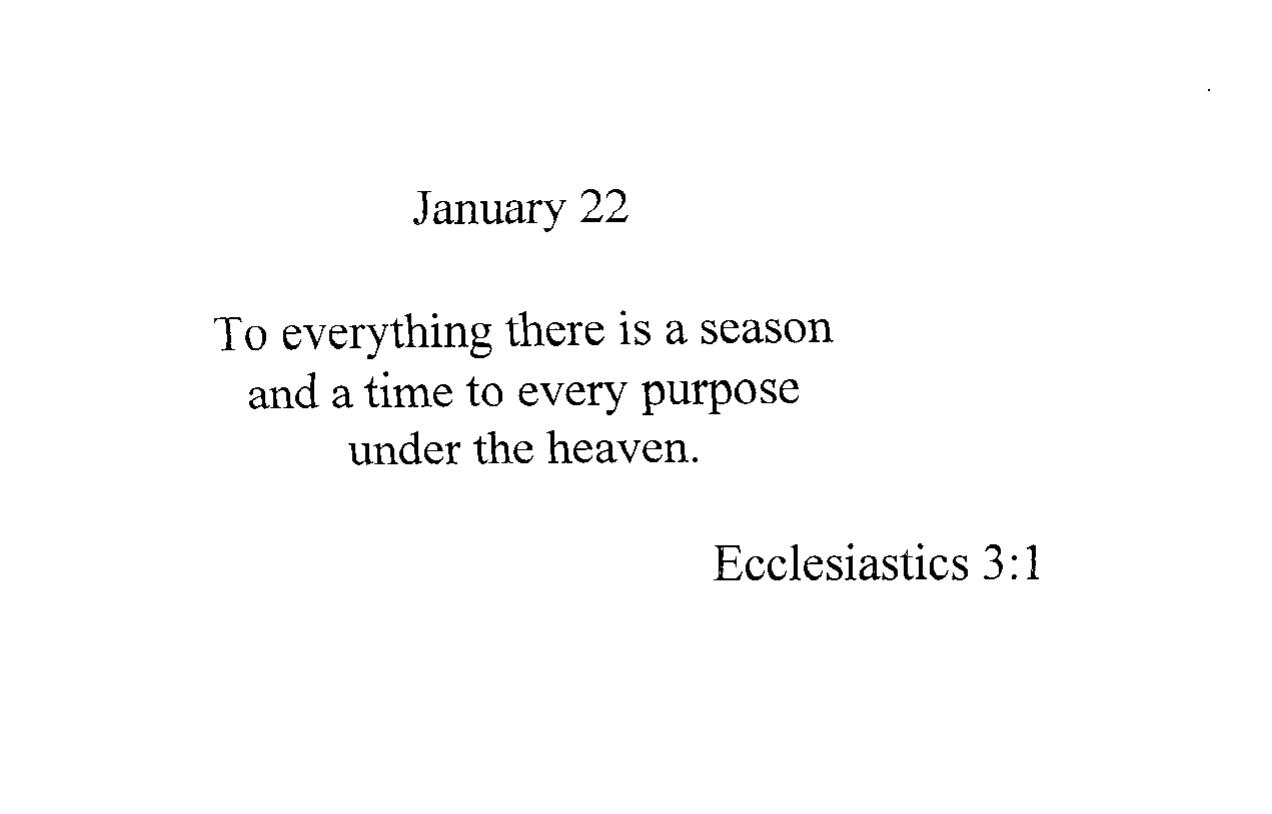 January 22
To everything there is a season
and a time to every purpose
under the heaven.
Ecclesiastics 3:1